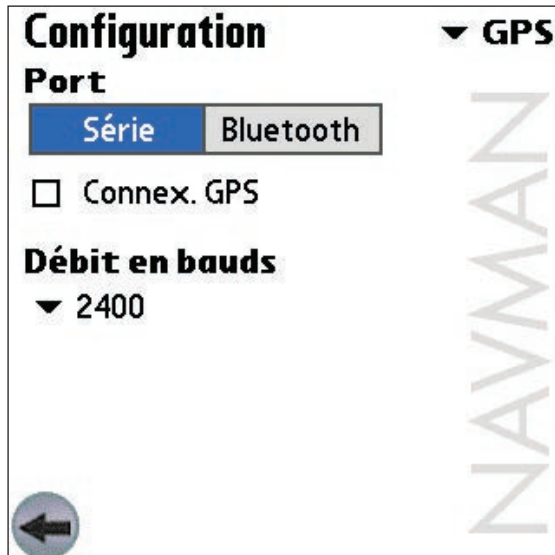 Configuration
GPS
Port
Série
Bluetooth
Connex. GPS
Débit en bauds
2400
NAVMAN